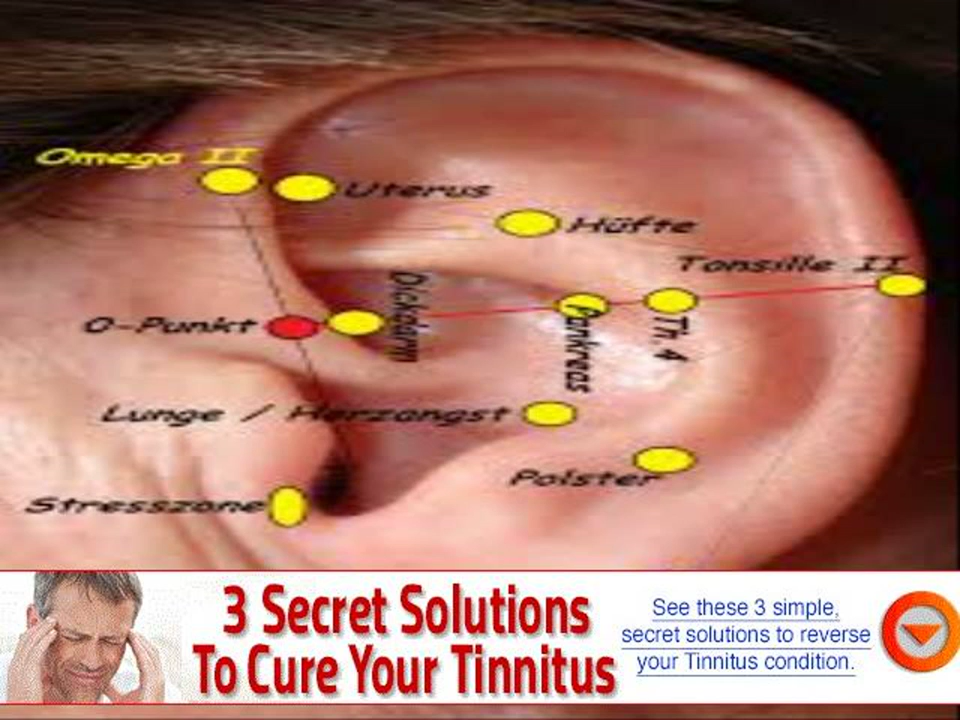 Omega II
Uterus
Hüfte
Tonsille II
O-Punkt
Dickdarm
Pankreas
Th. 4
Lunge / Herzangst
Polster
Stresszone
3 Secret Solutions
To Cure Your Tinnitus
See these 3 simple,
secret solutions to reverse
your Tinnitus condition.